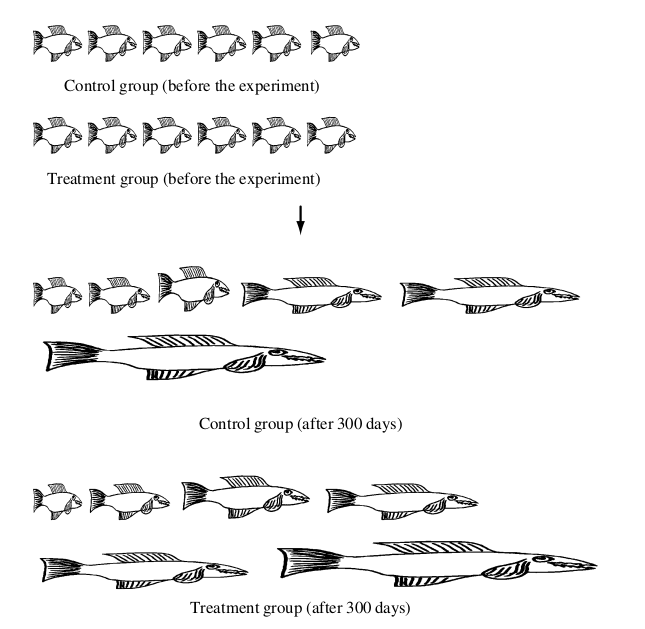 Control group (before the experiment)
Treatment group (before the experiment)
Control group (after 300 days)
Treatment group (after 300 days)